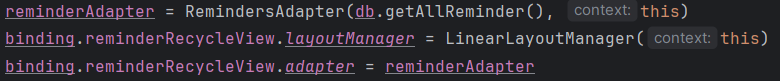 reminderAdapter = RemindersAdapter(db.getAllReminder(), context: this)
binding.reminderRecycleView.layoutManager = LinearLayoutManager( context: this)
binding.reminderRecycleView.adapter = reminderAdapter